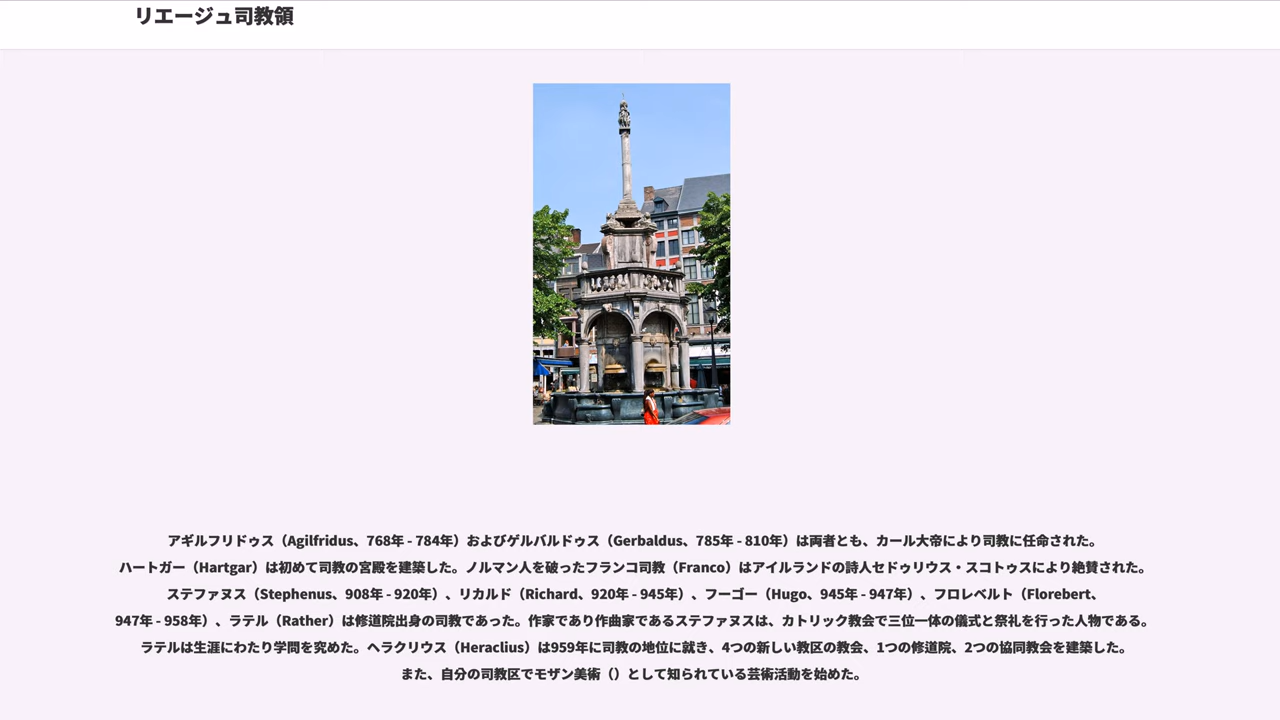 リエージュ司教領
アギルフリドゥス（Agilfridus、768年 - 784年）およびゲルバルドゥス（Gerbaldus、785年 - 810年）は両者とも、カール大帝により司教に任命された。
ハートガー（Hartgar）は初めて司教の宮殿を建築した。ノルマン人を破ったフランコ司教（Franco）はアイルランドの詩人セドゥリウス・スコトゥスにより絶賛された。
ステファヌス（Stephenus、908年 - 920年）、リカルド（Richard、920年 - 945年）、フーゴー（Hugo、945年 - 947年）、フロレベルト（Florebert、
947年 - 958年）、ラテル（Rather）は修道院出身の司教であった。作家であり作曲家であるステファヌスは、カトリック教会で三位一体の儀式と祭礼を行った人物である。
ラテルは生涯にわたり学問を究めた。ヘラクリウス（Heraclius）は959年に司教の地位に就き、4つの新しい教区の教会、1つの修道院、2つの協同教会を建築した。
また、自分の司教区でモザン美術（）として知られている芸術活動を始めた。